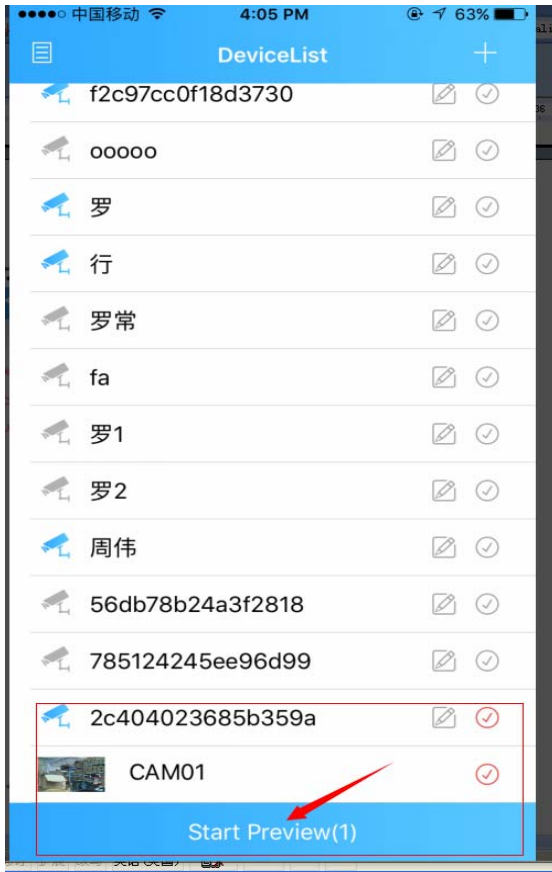 中国移动 4:05 PM 63%
DeviceList
f2c97cc0f18d3730
ooooo
罗
行
罗常
fa
罗1
罗2
周伟
56db78b24a3f2818
785124245ee96d99
2c404023685b359a
CAM01
Start Preview(1)